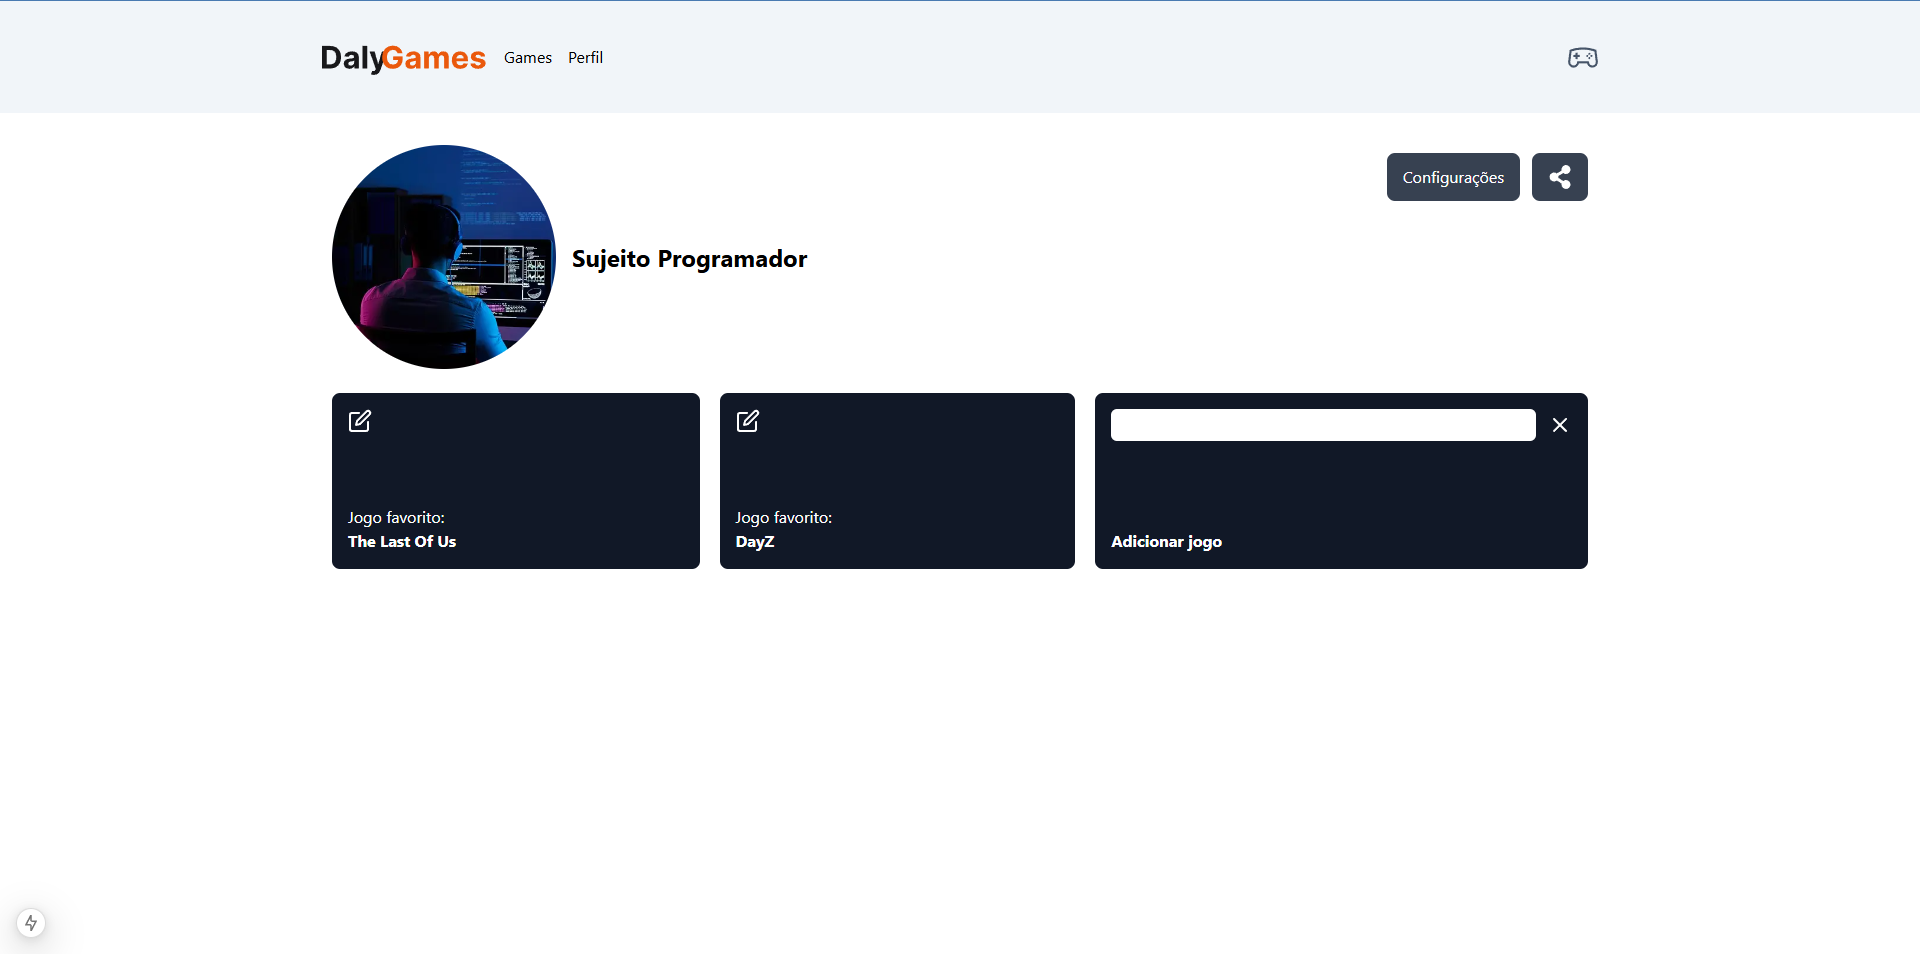 DalyGames
Games
Perfil
Configurações
Sujeito Programador
Jogo favorito:
The Last Of Us
Jogo favorito:
DayZ
Adicionar jogo